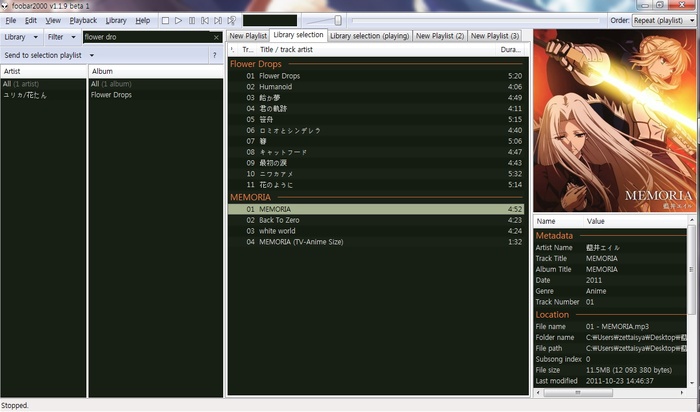 foobar2000 v1.1.9 beta 1
File Edit View Playback Library Help
Order: Repeat (playlist)
Library Filter flower dro
Send to selection playlist ?
Artist Album
All (1 artist) All (1 album)
ユリカ/花たん Flower Drops
New Playlist Library selection Library selection (playing) New Playlist (2) New Playlist (3)
Tr... Title / track artist Dura...
Flower Drops
01 Flower Drops 5:20
02 Humanoid 4:06
03 飴か夢 4:49
04 君の軌跡 4:11
05 笹舟 5:15
06 ロミオとシンデレラ 4:40
07 5:06
08 キャットフード 4:47
09 最初の涙 4:43
10 ニワカアメ 5:32
11 花のように 5:14
MEMORIA
01 MEMORIA 4:52
02 Back To Zero 4:23
03 white world 4:24
04 MEMORIA (TV-Anime Size) 1:32
MEMORIA
藍井エイル
Name Value
Metadata
Artist Name 藍井エイル
Track Title MEMORIA
Album Title MEMORIA
Date 2011
Genre Anime
Track Number 01
Location
File name 01 - MEMORIA.mp3
Folder name C:₩Users₩zettaisya₩Desktop₩藍
File path C:₩Users₩zettaisya₩Desktop₩藍
Subsong index 0
File size 11.5MB (12 093 380 bytes)
Last modified 2011-10-23 14:46:37
Stopped.